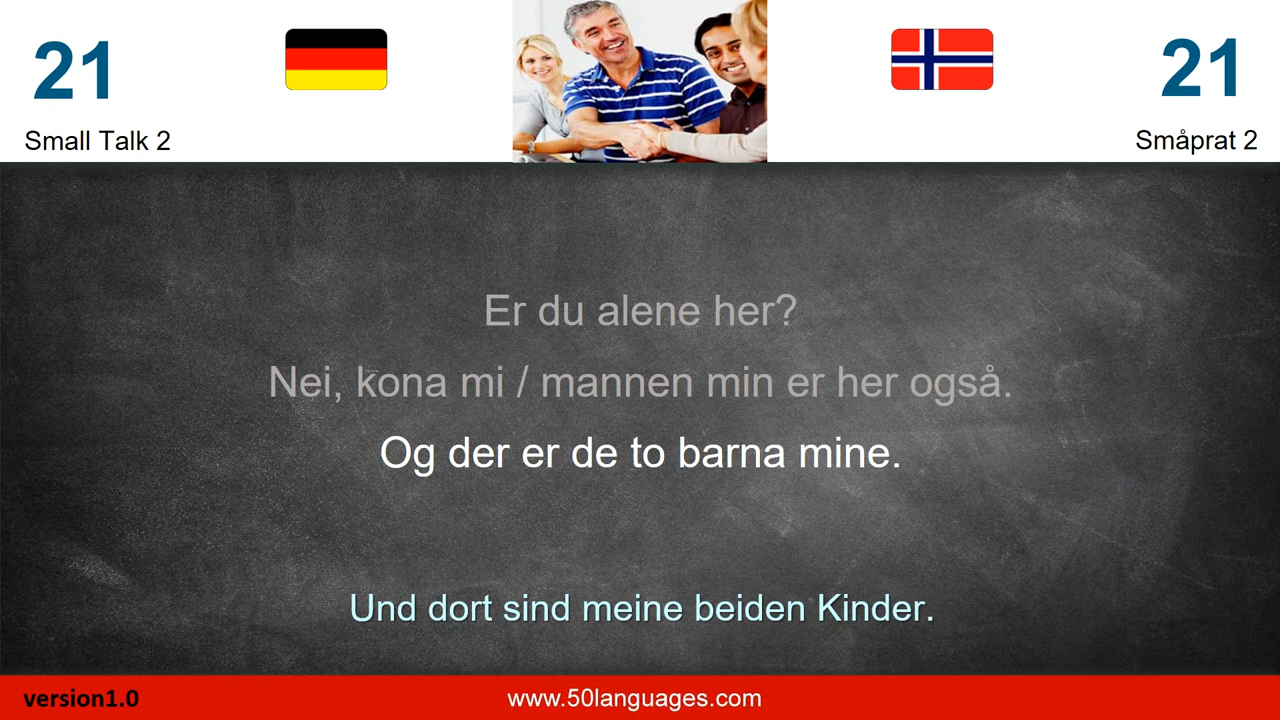 21
21
Small Talk 2
Småprat 2
Er du alene her?
Nei, kona mi / mannen min er her også.
Og der er de to barna mine.
Und dort sind meine beiden Kinder.
version1.0
www.50languages.com